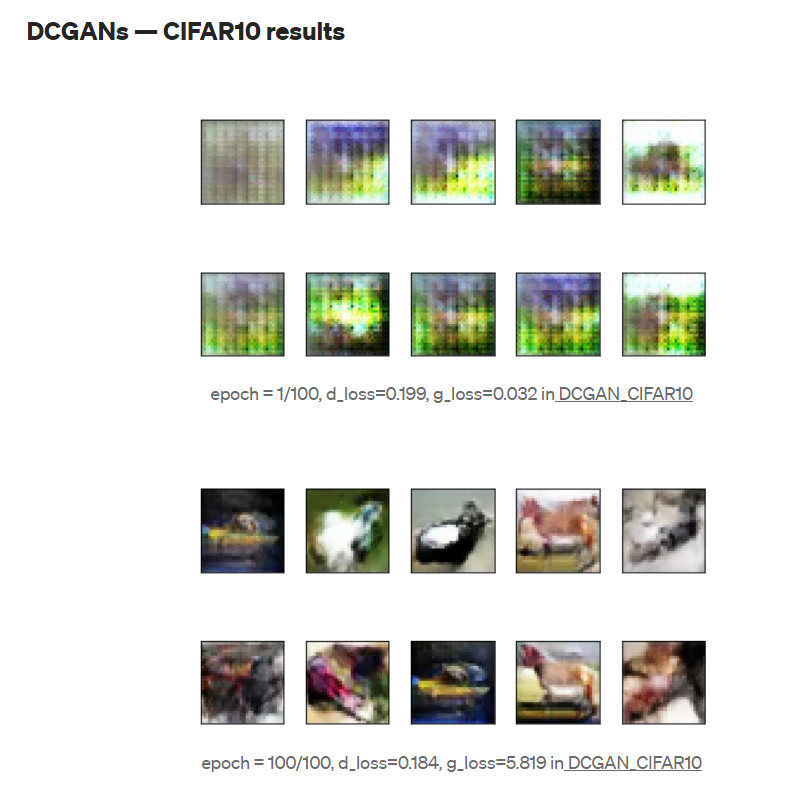 DCGANs — CIFAR10 results
epoch = 1/100, d_loss=0.199, g_loss=0.032 in DCGAN_CIFAR10
epoch = 100/100, d_loss=0.184, g_loss=5.819 in DCGAN_CIFAR10